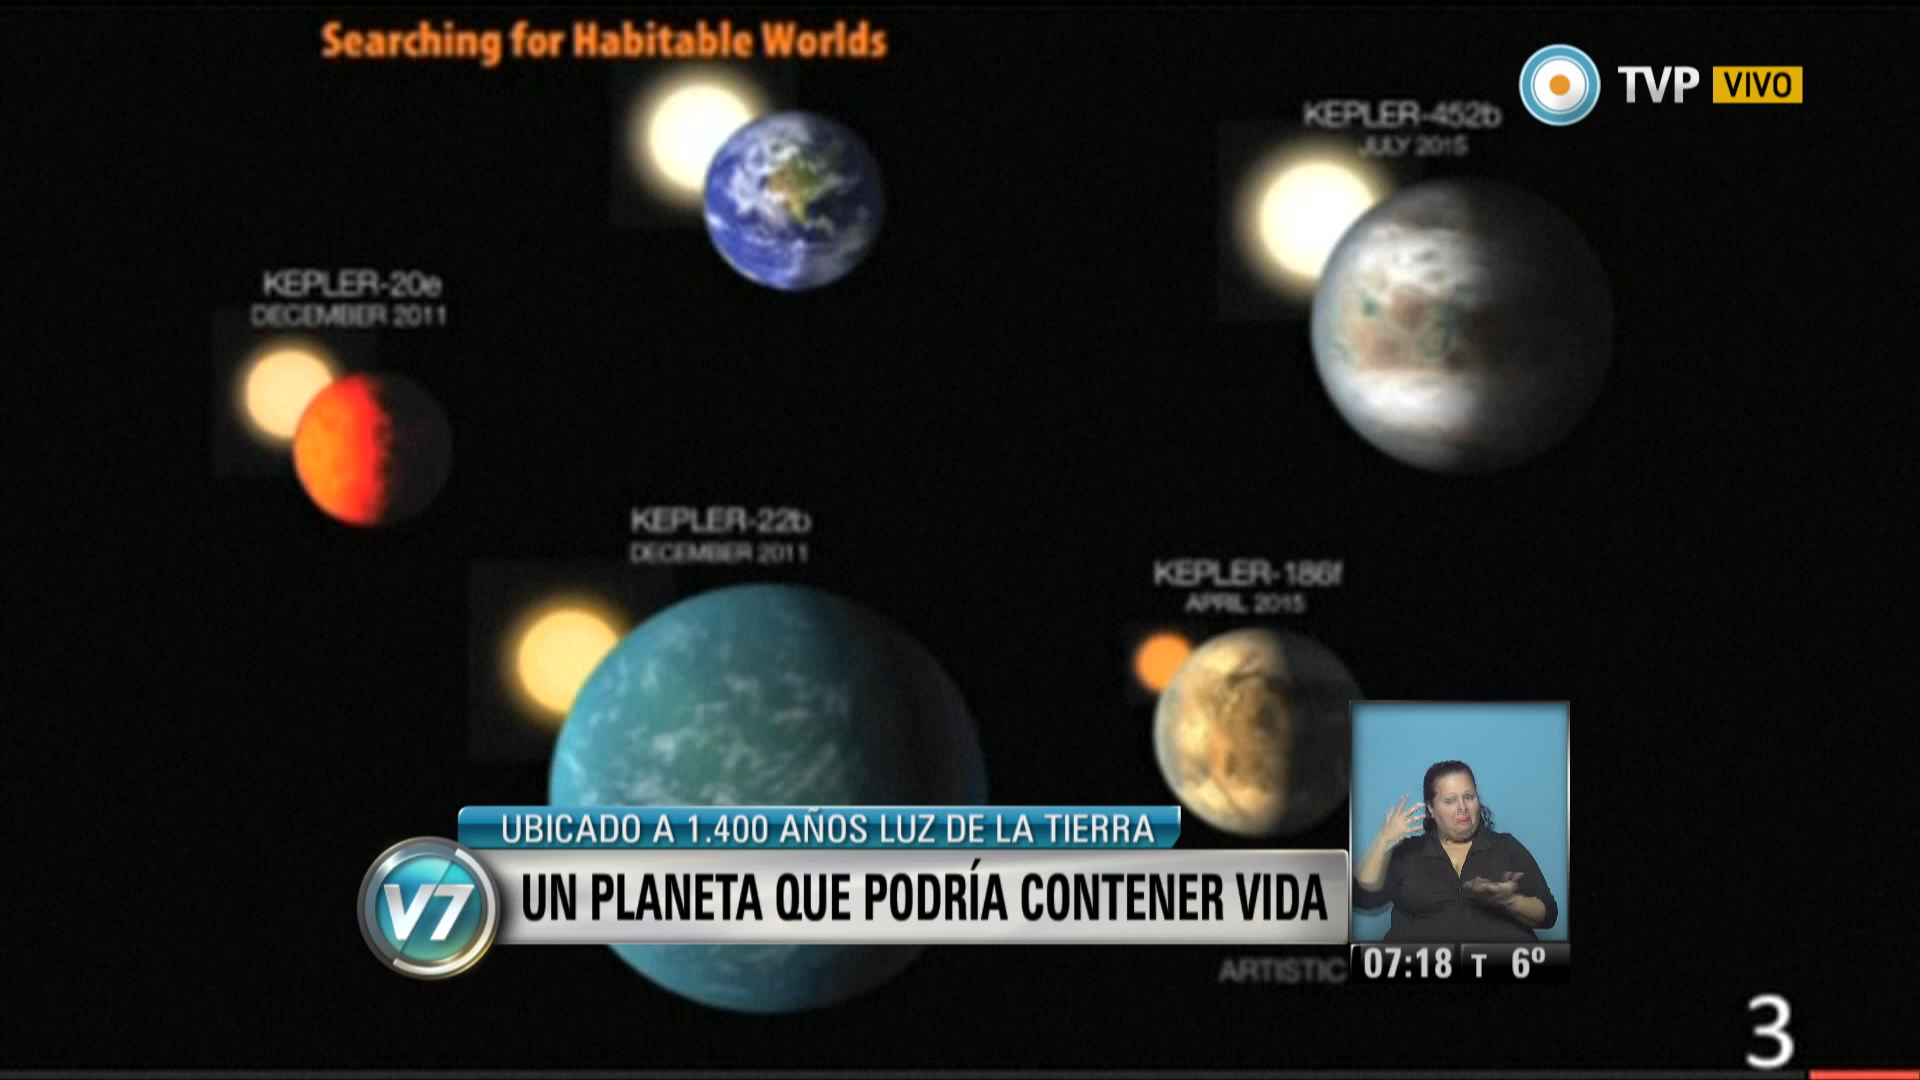 Searching for Habitable Worlds
TVP VIVO
KEPLER-452b
JULY 2015
KEPLER-20e
DECEMBER 2011
KEPLER-22b
DECEMBER 2011
KEPLER-186f
APRIL 2015
UBICADO A 1.400 AÑOS LUZ DE LA TIERRA
V7
UN PLANETA QUE PODRÍA CONTENER VIDA
ARTISTIC
07:18 T 6º
3